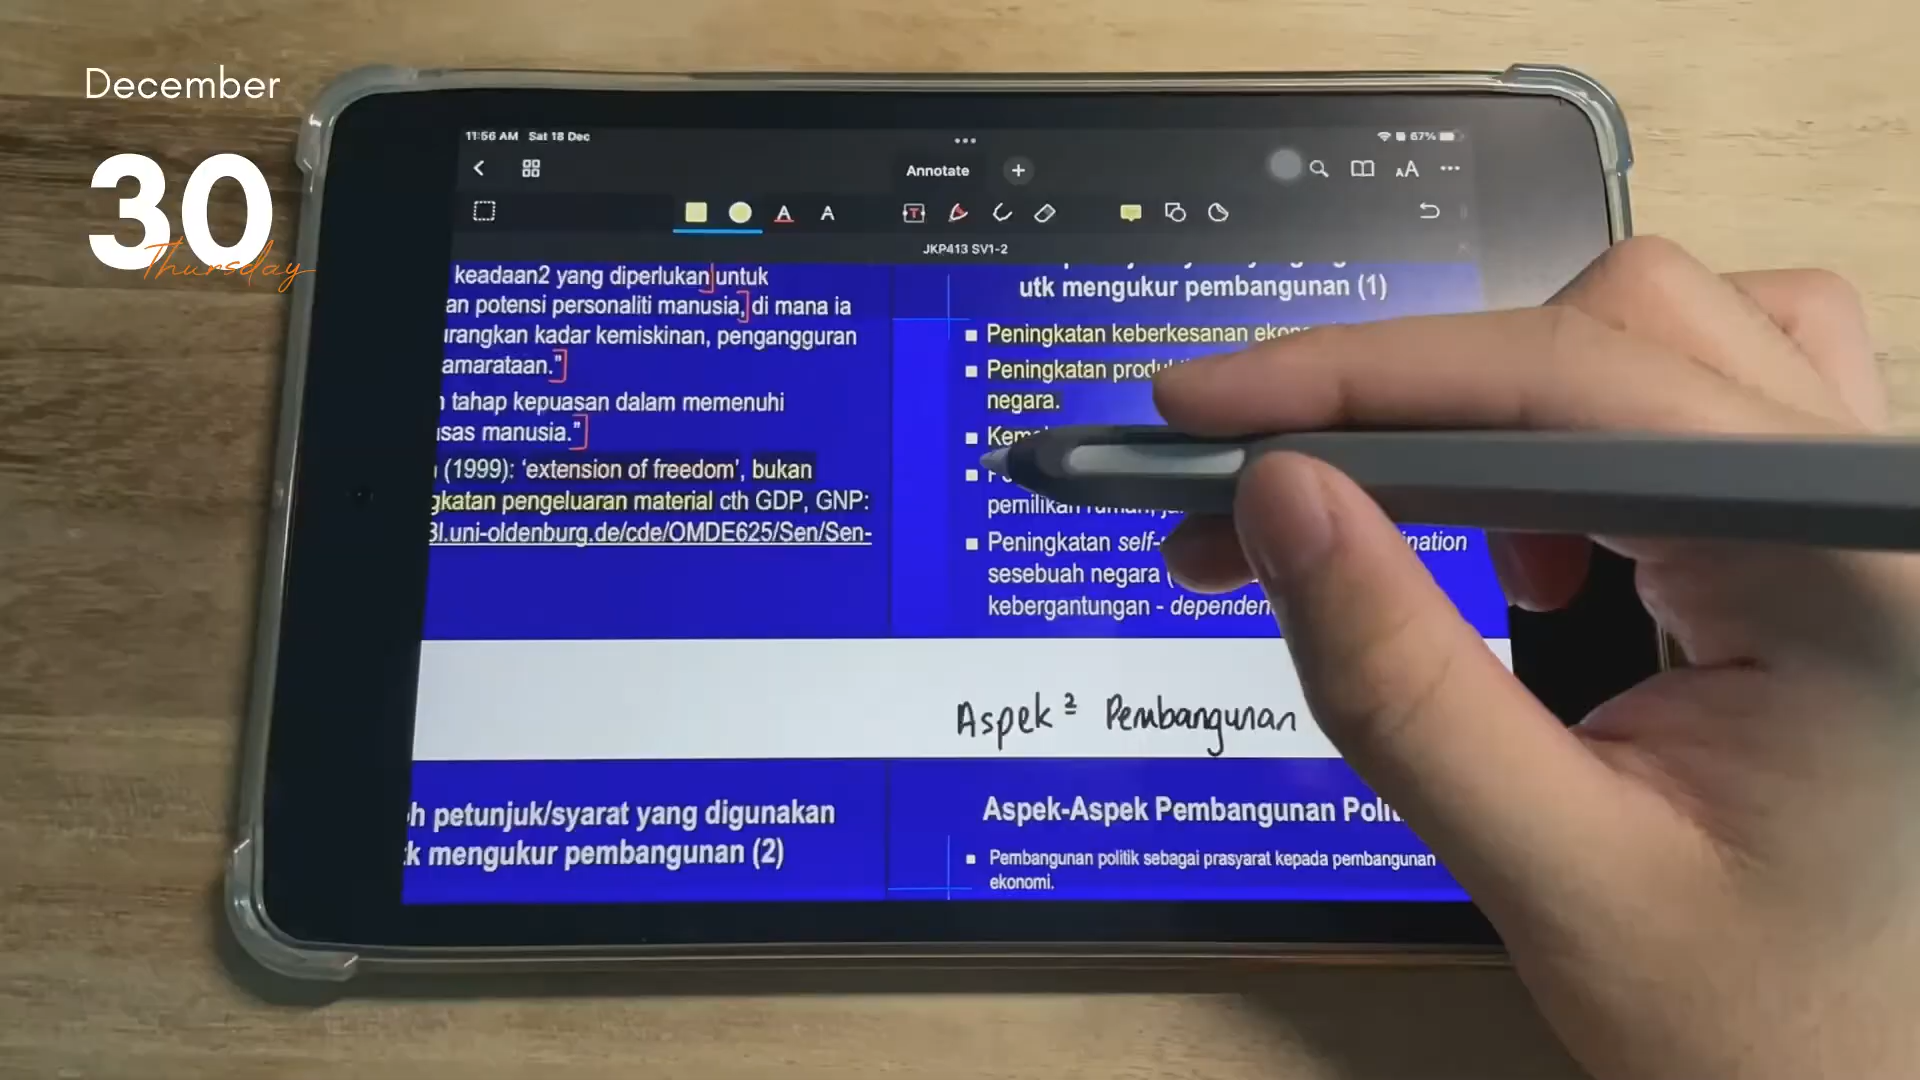 December
30
Thursday
11:56 AM Sat 18 Dec
67%
Annotate
JKP413 SV1-2
keadaan2 yang diperlukan untuk
an potensi personaliti manusia, di mana ia
urangkan kadar kemiskinan, pengangguran
amarataan."
tahap kepuasan dalam memenuhi
manusia."
(1999): 'extension of freedom', bukan
gkatan pengeluaran material cth GDP, GNP:
3l.uni-oldenburg.de/cde/OMDE625/Sen/Sen-
utk mengukur pembangunan (1)
Peningkatan keberkesanan
Peningkatan
negara.
pemilikan
Peningkatan self-
sesebuah negara (
kebergantungan -
Aspek² Pembangunan
petunjuk/syarat yang digunakan
mengukur pembangunan (2)
Aspek-Aspek Pembangunan
Pembangunan politik sebagai prasyarat kepada pembangunan
ekonomi.